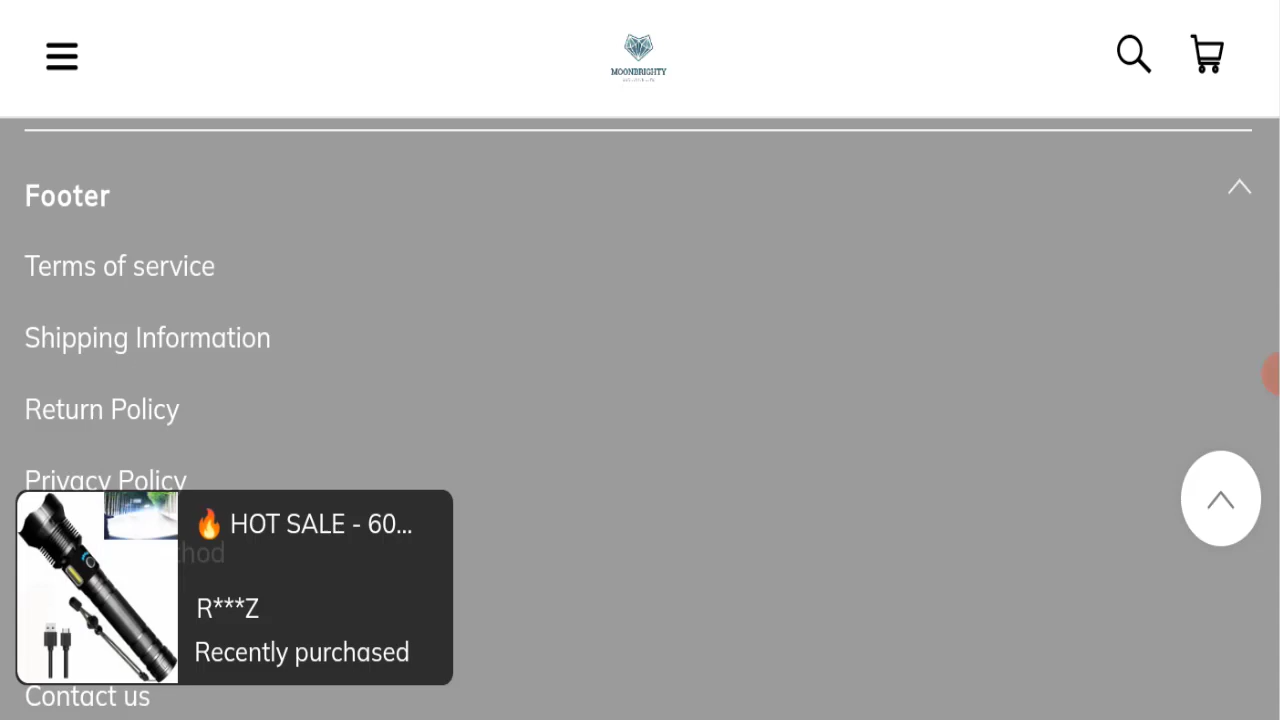 MOONBRIGHTY
Footer
Terms of service
Shipping Information
Return Policy
Privacy Policy
🔥 HOT SALE - 60...
R***Z
Recently purchased
Contact us